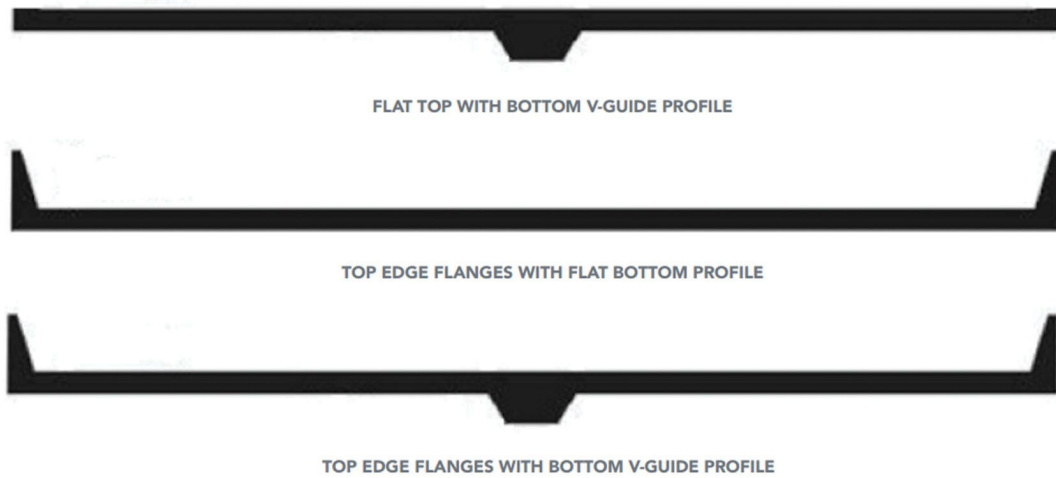 FLAT TOP WITH BOTTOM V-GUIDE PROFILE
TOP EDGE FLANGES WITH FLAT BOTTOM PROFILE
TOP EDGE FLANGES WITH BOTTOM V-GUIDE PROFILE